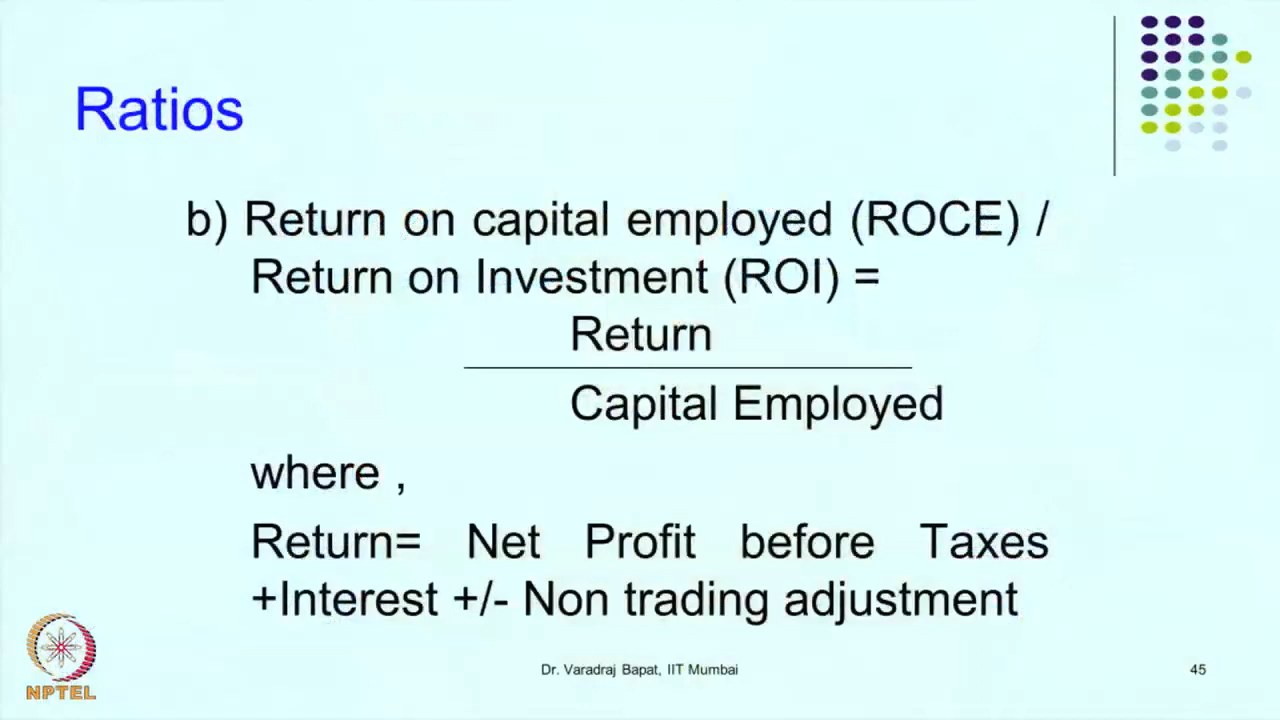 Ratios
b) Return on capital employed (ROCE) /
Return on Investment (ROI) =
Return
Capital Employed
where ,
Return= Net Profit before Taxes
+Interest +/- Non trading adjustment
NPTEL
Dr. Varadraj Bapat, IIT Mumbai
45